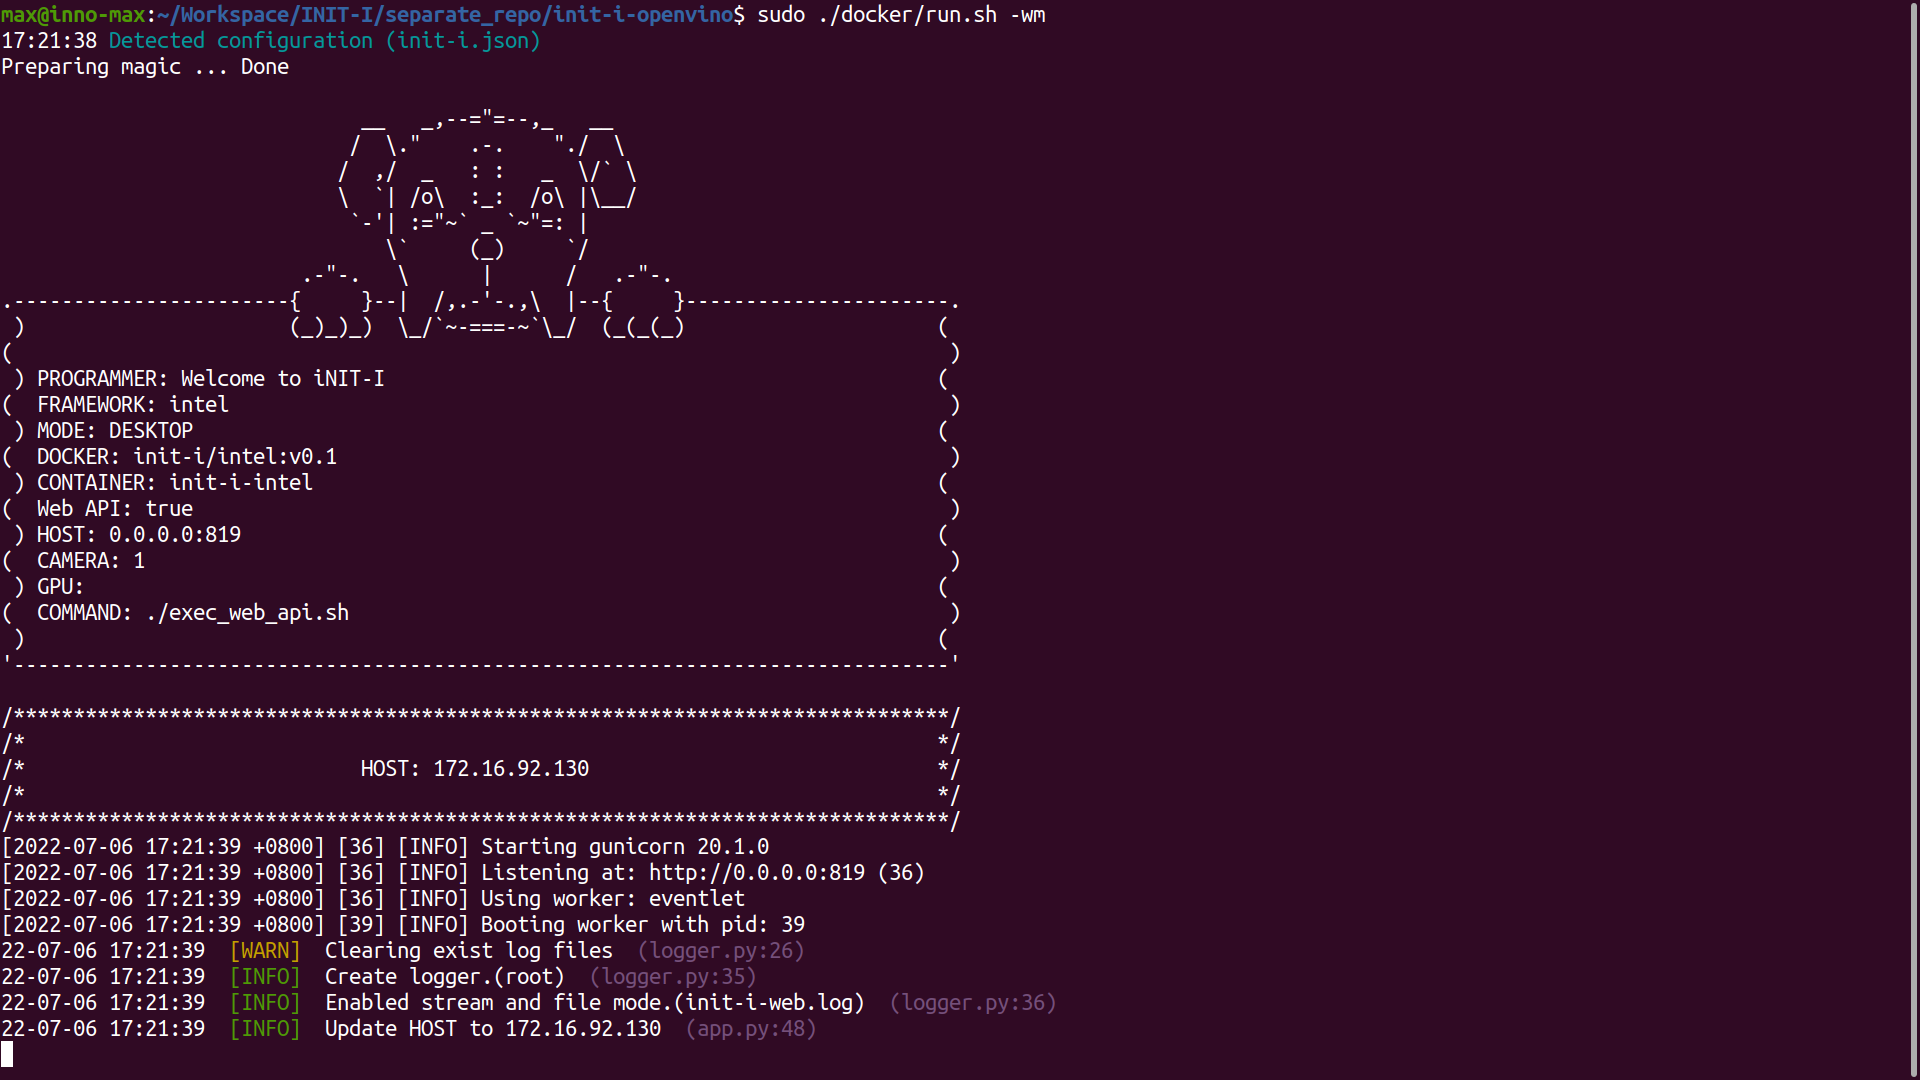 max@inno-max:~/Workspace/INIT-I/separate_repo/init-i-openvino$ sudo ./docker/run.sh -wm
17:21:38 Detected configuration (init-i.json)
Preparing magic ... Done

                              __   _,--="=--,_   __
                             /  \."    .-.    "./  \
                            /  ,/  _   : :   _  \/` \
                            \  `| /o\  :_:  /o\ |\__/
                             `-'| :="~` _ `~"=: |
                                \`     (_)     `/
                         .-"-.   \      |      /   .-"-.
.-----------------------{     }--|  /,.-'-.,\  |--{     }----------------------.
 )                      (_)_)_)  \_/`~-===-~`\_/  (_(_(_)                     (
(                                                                              )
 ) PROGRAMMER: Welcome to iNIT-I                                              (
(  FRAMEWORK: intel                                                            )
 ) MODE: DESKTOP                                                              (
(  DOCKER: init-i/intel:v0.1                                                   )
 ) CONTAINER: init-i-intel                                                    (
(  Web API: true                                                               )
 ) HOST: 0.0.0.0:819                                                          (
(  CAMERA: 1                                                                   )
 ) GPU:                                                                       (
(  COMMAND: ./exec_web_api.sh                                                  )
 )                                                                            (
'------------------------------------------------------------------------------'

/******************************************************************************/
/*                                                                            */
/*                            HOST: 172.16.92.130                             */
/*                                                                            */
/******************************************************************************/
[2022-07-06 17:21:39 +0800] [36] [INFO] Starting gunicorn 20.1.0
[2022-07-06 17:21:39 +0800] [36] [INFO] Listening at: http://0.0.0.0:819 (36)
[2022-07-06 17:21:39 +0800] [36] [INFO] Using worker: eventlet
[2022-07-06 17:21:39 +0800] [39] [INFO] Booting worker with pid: 39
22-07-06 17:21:39  [WARN]  Clearing exist log files  (logger.py:26)
22-07-06 17:21:39  [INFO]  Create logger.(root)  (logger.py:35)
22-07-06 17:21:39  [INFO]  Enabled stream and file mode.(init-i-web.log)  (logger.py:36)
22-07-06 17:21:39  [INFO]  Update HOST to 172.16.92.130  (app.py:48)